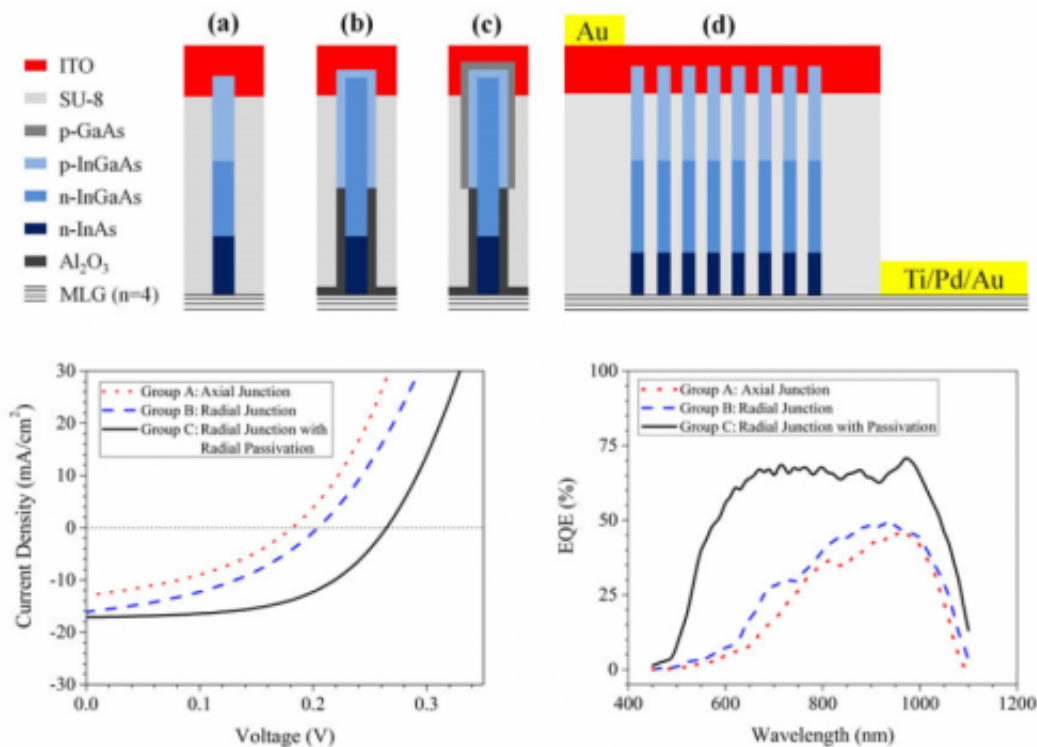 (a)
(b)
(c)
(d)
Au
ITO
SU-8
p-GaAs
p-InGaAs
n-InGaAs
n-InAs
Al₂O₃
MLG (n=4)
Ti/Pd/Au
30
20
10
0
-10
-20
-30
Current Density (mA/cm²)
Group A: Axial Junction
Group B: Radial Junction
Group C: Radial Junction with
Radial Passivation
0.0
0.1
0.2
0.3
Voltage (V)
100
75
50
25
0
EQE (%)
Group A: Axial Junction
Group B: Radial Junction
Group C: Radial Junction with Passivation
400
600
800
1000
1200
Wavelength (nm)